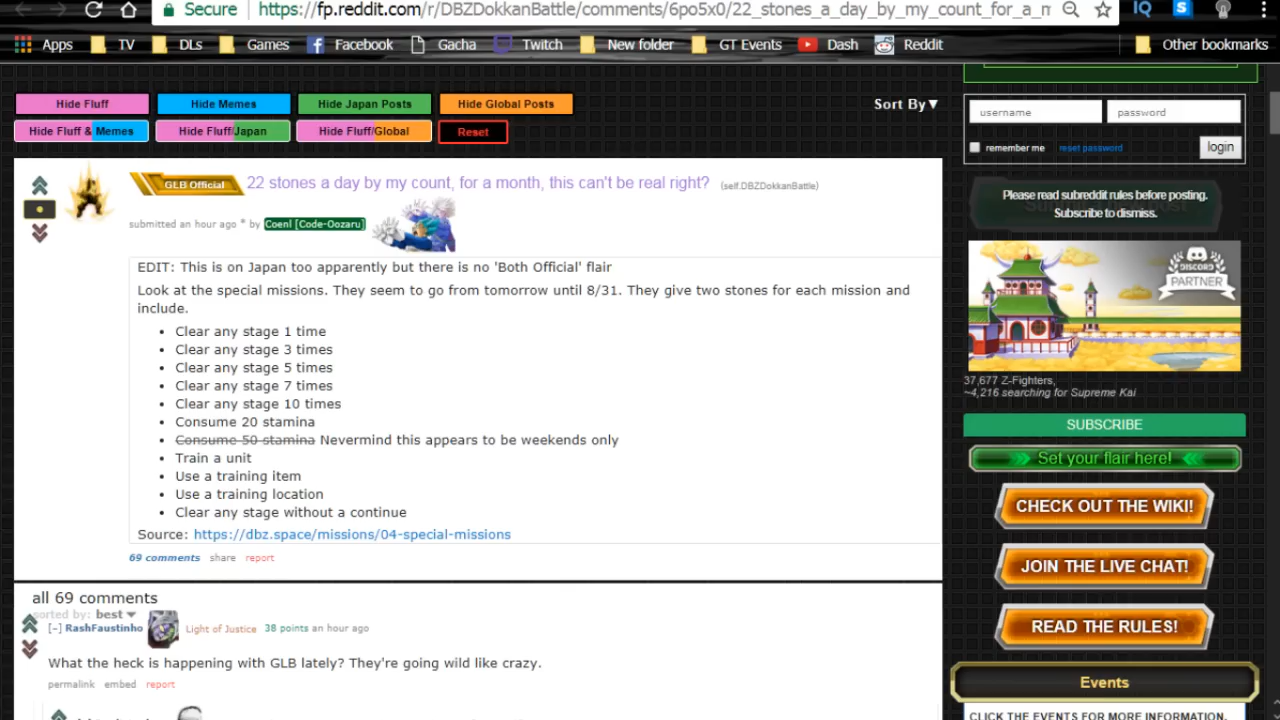 Secure https://fp.reddit.com/r/DBZDokkanBattle/comments/6po5x0/22_stones_a_day_by_my_count_for_a_m
Apps TV DLs Games Facebook Gacha Twitch New folder GT Events Dash Reddit Other bookmarks
Hide Fluff Hide Memes Hide Japan Posts Hide Global Posts Sort By▼
Hide Fluff & Memes Hide Fluff/Japan Hide Fluff/Global Reset
username password
remember me reset password login
GLB Official 22 stones a day by my count, for a month, this can't be real right? (self.DBZDokkanBattle)
submitted an hour ago * by Coenl [Code-Oozaru]
EDIT: This is on Japan too apparently but there is no 'Both Official' flair
Look at the special missions. They seem to go from tomorrow until 8/31. They give two stones for each mission and
include.
• Clear any stage 1 time
• Clear any stage 3 times
• Clear any stage 5 times
• Clear any stage 7 times
• Clear any stage 10 times
• Consume 20 stamina
• Consume 50 stamina Nevermind this appears to be weekends only
• Train a unit
• Use a training item
• Use a training location
• Clear any stage without a continue
Source: https://dbz.space/missions/04-special-missions
69 comments share report
all 69 comments
sorted by: best ▼
[–] RashFaustinho Light of Justice 38 points an hour ago
What the heck is happening with GLB lately? They're going wild like crazy.
permalink embed report
Please read subreddit rules before posting.
Subscribe to dismiss.
DISCORD
PARTNER
37,677 Z-Fighters,
~4,216 searching for Supreme Kai
SUBSCRIBE
Set your flair here!
CHECK OUT THE WIKI!
JOIN THE LIVE CHAT!
READ THE RULES!
Events
CLICK THE EVENTS FOR MORE INFORMATION.